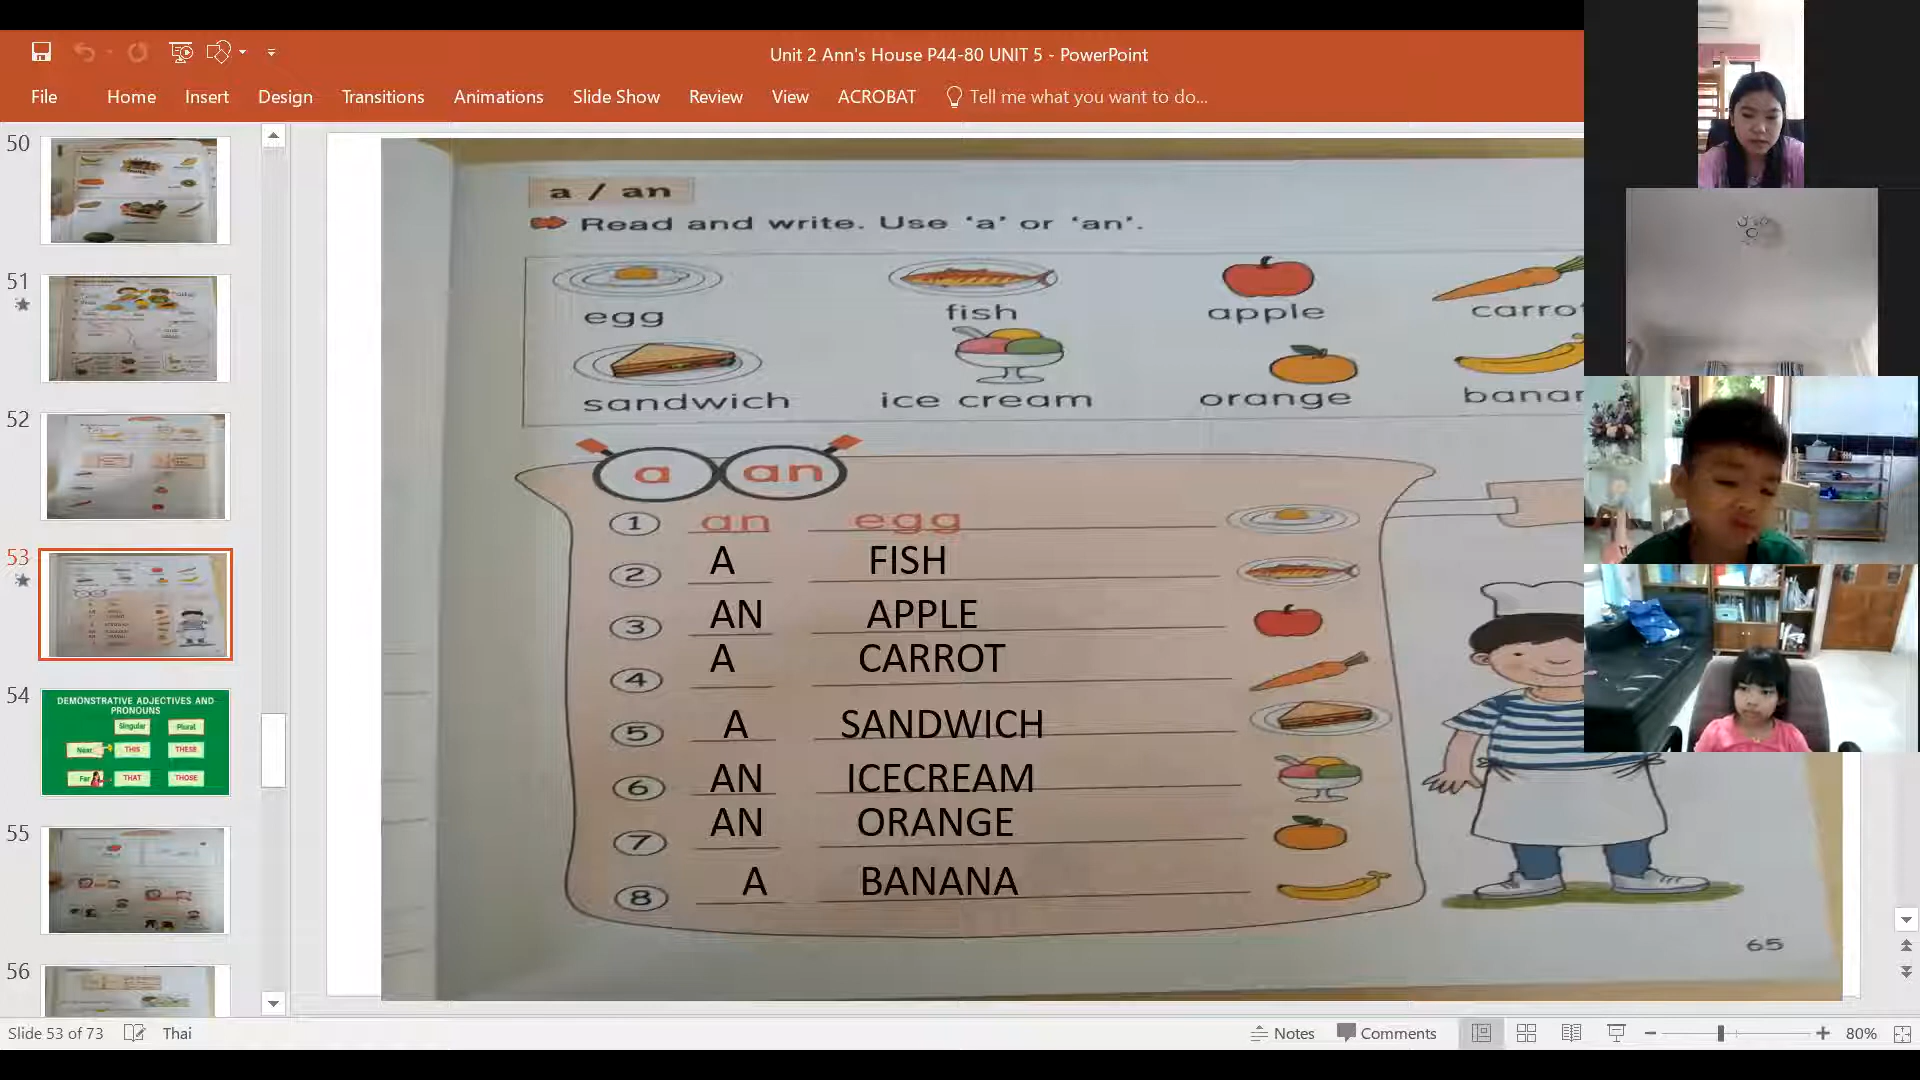 Unit 2 Ann's House P44-80 UNIT 5 - PowerPoint
File Home Insert Design Transitions Animations Slide Show Review View ACROBAT Tell me what you want to do...
50
51
52
53
54
DEMONSTRATIVE ADJECTIVES AND PRONOUNS
Singular Plural
Near THIS THESE
Far THAT THOSE
55
56
a / an
Read and write. Use ‘a’ or ‘an’.
egg fish apple carro
sandwich ice cream orange banan
a an
1 an egg
2 A FISH
3 AN APPLE
4 A CARROT
5 A SANDWICH
6 AN ICECREAM
7 AN ORANGE
8 A BANANA
65
Slide 53 of 73 Thai Notes Comments 80%